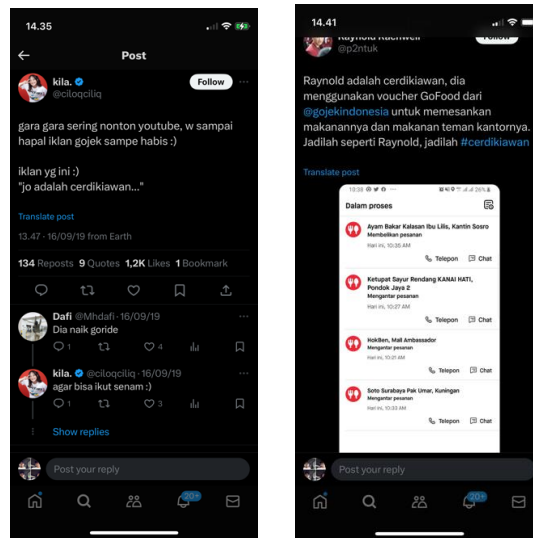 14.35
Post
kila.
@ciloqciliq
Follow
gara gara sering nonton youtube, w sampai
hapal iklan gojek sampe habis :)
iklan yg ini :)
"jo adalah cerdikiawan..."
Translate post
13.47 · 16/09/19 from Earth
134 Reposts 9 Quotes 1,2K Likes 1 Bookmark
Dafi @Mhdafi · 16/09/19
Dia naik goride
1
4
kila. @ciloqciliq · 16/09/19
agar bisa ikut senam :)
1
3
Show replies
Post your reply
20+
14.41
@p2ntuk
Raynold adalah cerdikiawan, dia
menggunakan voucher GoFood dari
@gojekindonesia untuk memesankan
makanannya dan makanan teman kantornya.
Jadilah seperti Raynold, jadilah #cerdikiawan
Translate post
Dalam proses
Ayam Bakar Kalasan Ibu Lilis, Kantin Sosro
Membelikan pesanan
Hari ini, 10:35 AM
Telepon Chat
Ketupat Sayur Rendang KANAI HATI,
Pondok Jaya 2
Mengantar pesanan
Hari ini, 10:27 AM
Telepon Chat
HokBen, Mall Ambassador
Mengantar pesanan
Hari ini, 10:21 AM
Telepon Chat
Soto Surabaya Pak Umar, Kuningan
Mengantar pesanan
Hari ini, 10:33 AM
Telepon Chat
Post your reply
20+